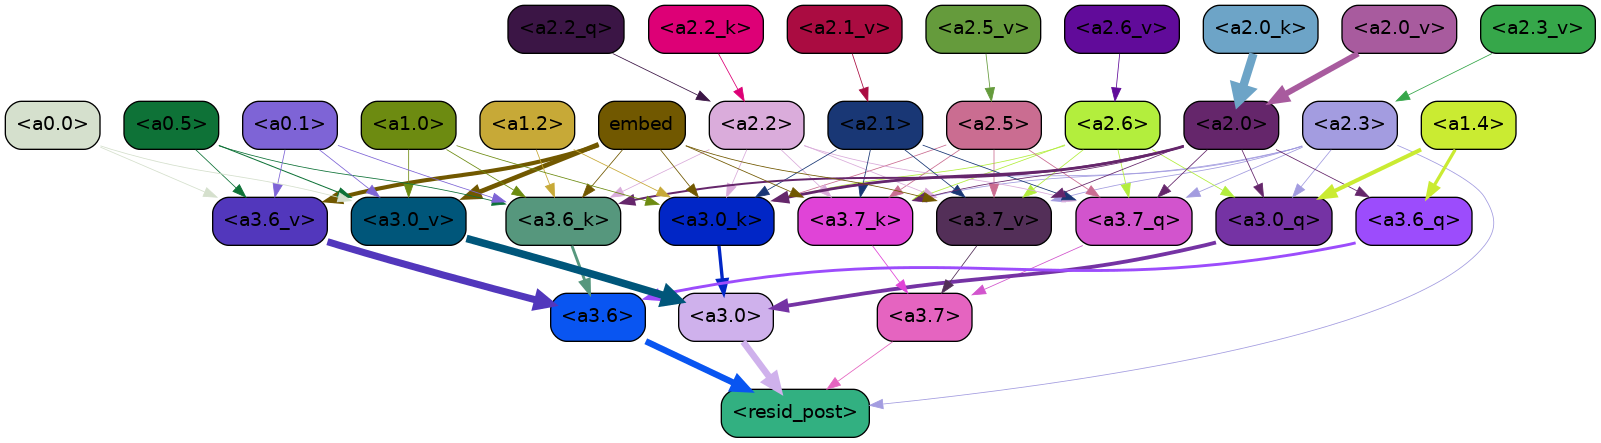 <a2.2_q> <a2.2_k> <a2.1_v> <a2.5_v> <a2.6_v> <a2.0_k> <a2.0_v> <a2.3_v>
<a0.0> <a0.5> <a0.1> <a1.0> <a1.2> embed <a2.2> <a2.1> <a2.5> <a2.6> <a2.0> <a2.3> <a1.4>
<a3.6_v> <a3.0_v> <a3.6_k> <a3.0_k> <a3.7_k> <a3.7_v> <a3.7_q> <a3.0_q> <a3.6_q>
<a3.6> <a3.0> <a3.7>
<resid_post>